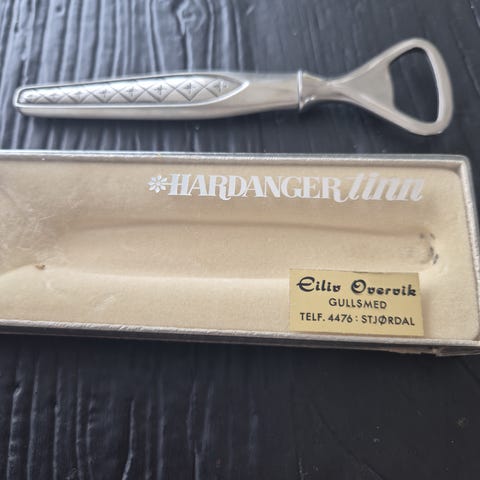 HARDANGER tinn
Eiliv Overvik
GULLSMED
TELF. 4476 : STJØRDAL